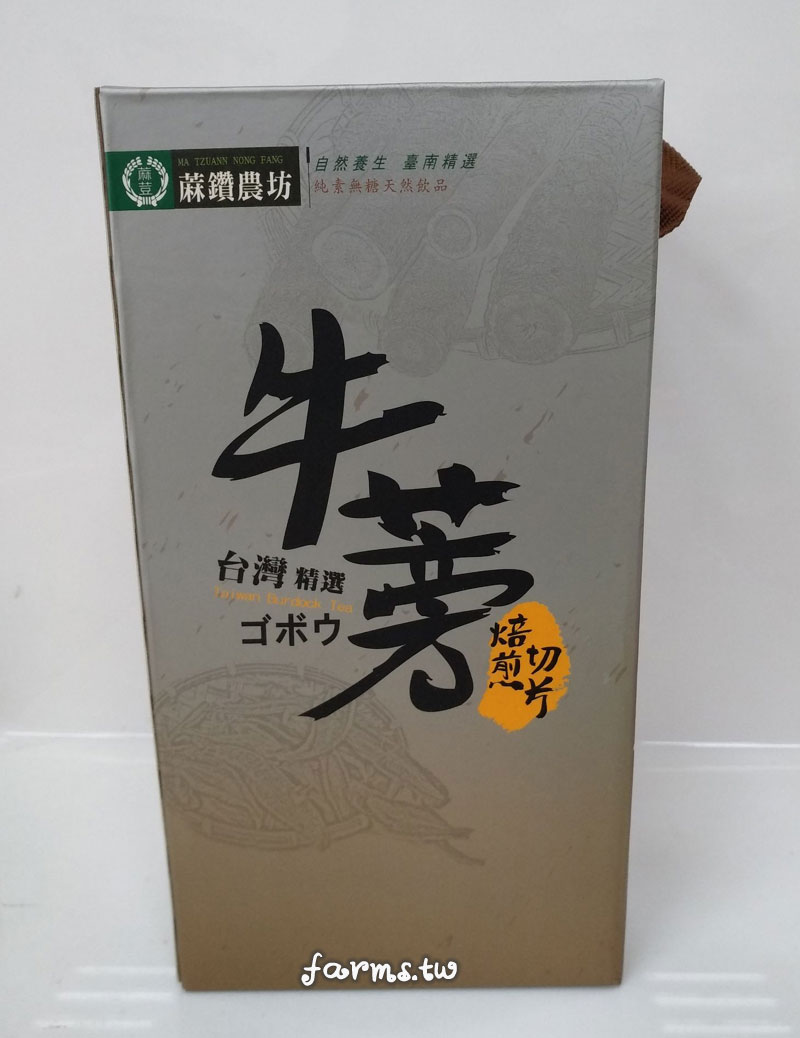 MA TZUANN NONG FANG
蔴鑽農坊
蔴荳
自然養生 臺南精選
純素無糖天然飲品
牛蒡
台灣 精選
Taiwan Burdock Tea
ゴボウ
焙煎
切片
farms.tw